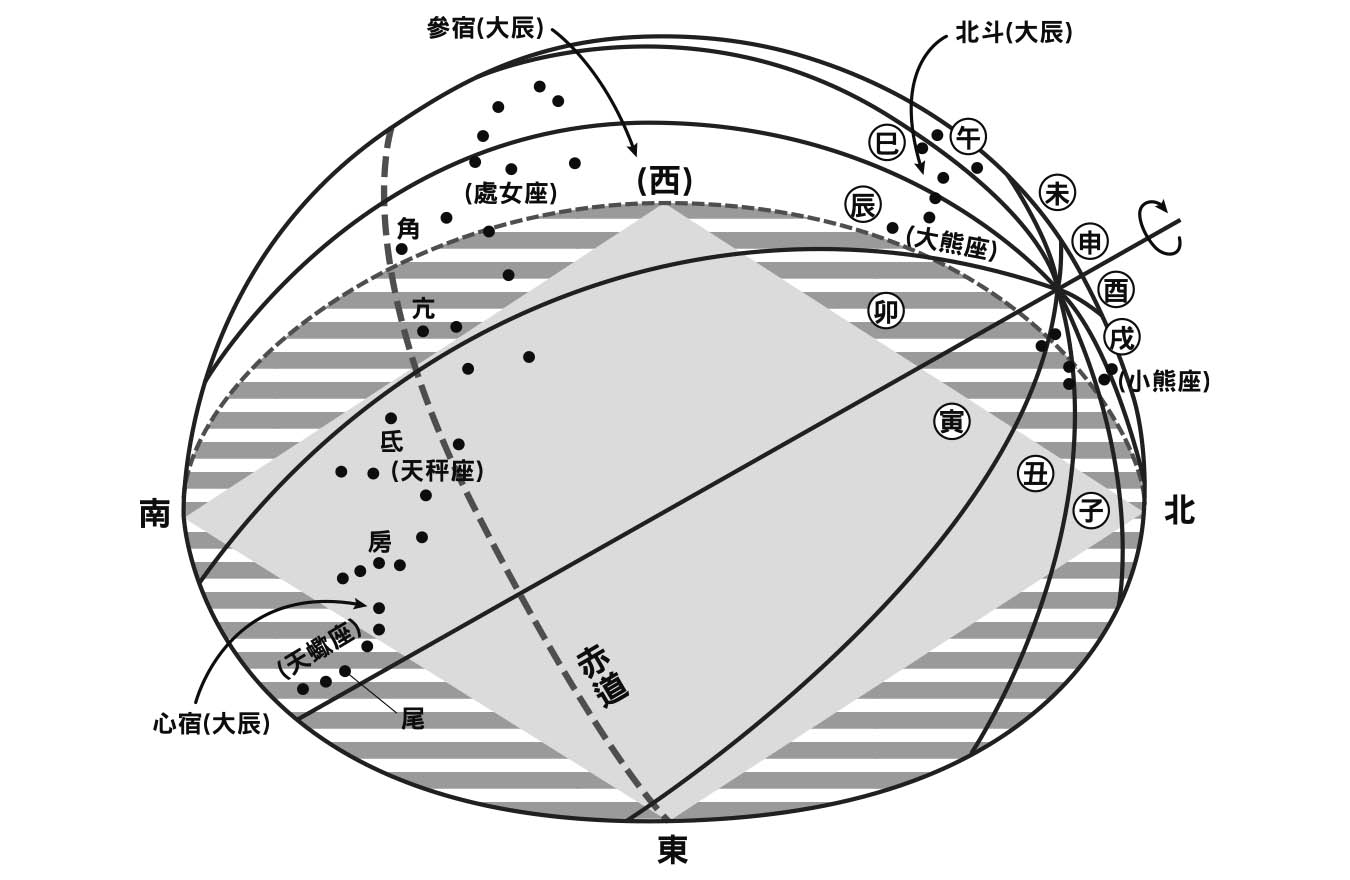 參宿(大辰)
北斗(大辰)
巳
午
(西)
(處女座)
未
辰
角
(大熊座)
申
酉
亢
卯
戌
(小熊座)
寅
氐
(天秤座)
丑
南
子
北
房
(天蠍座)
赤道
心宿(大辰)
尾
東